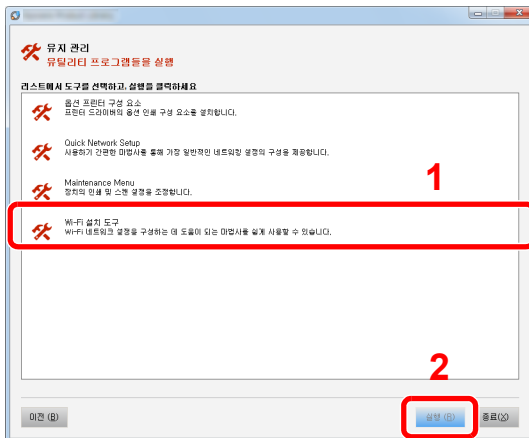 유지 관리
유틸리티 프로그램들을 실행
리스트에서 도구를 선택하고, 실행을 클릭하세요
옵션 프린터 구성 요소
프린터 드라이버의 옵션 인쇄 구성 요소를 설치합니다.
Quick Network Setup
사용하기 간편한 마법사를 통해 가장 일반적인 네트워킹 설정의 구성을 제공합니다.
1
Maintenance Menu
장치의 인쇄 및 스캔 설정을 조정합니다.
Wi-Fi 설치 도구
Wi-Fi 네트워크 설정을 구성하는 데 도움이 되는 마법사를 쉽게 사용할 수 있습니다.
2
이전 (B)
실행 (B)
종료(X)